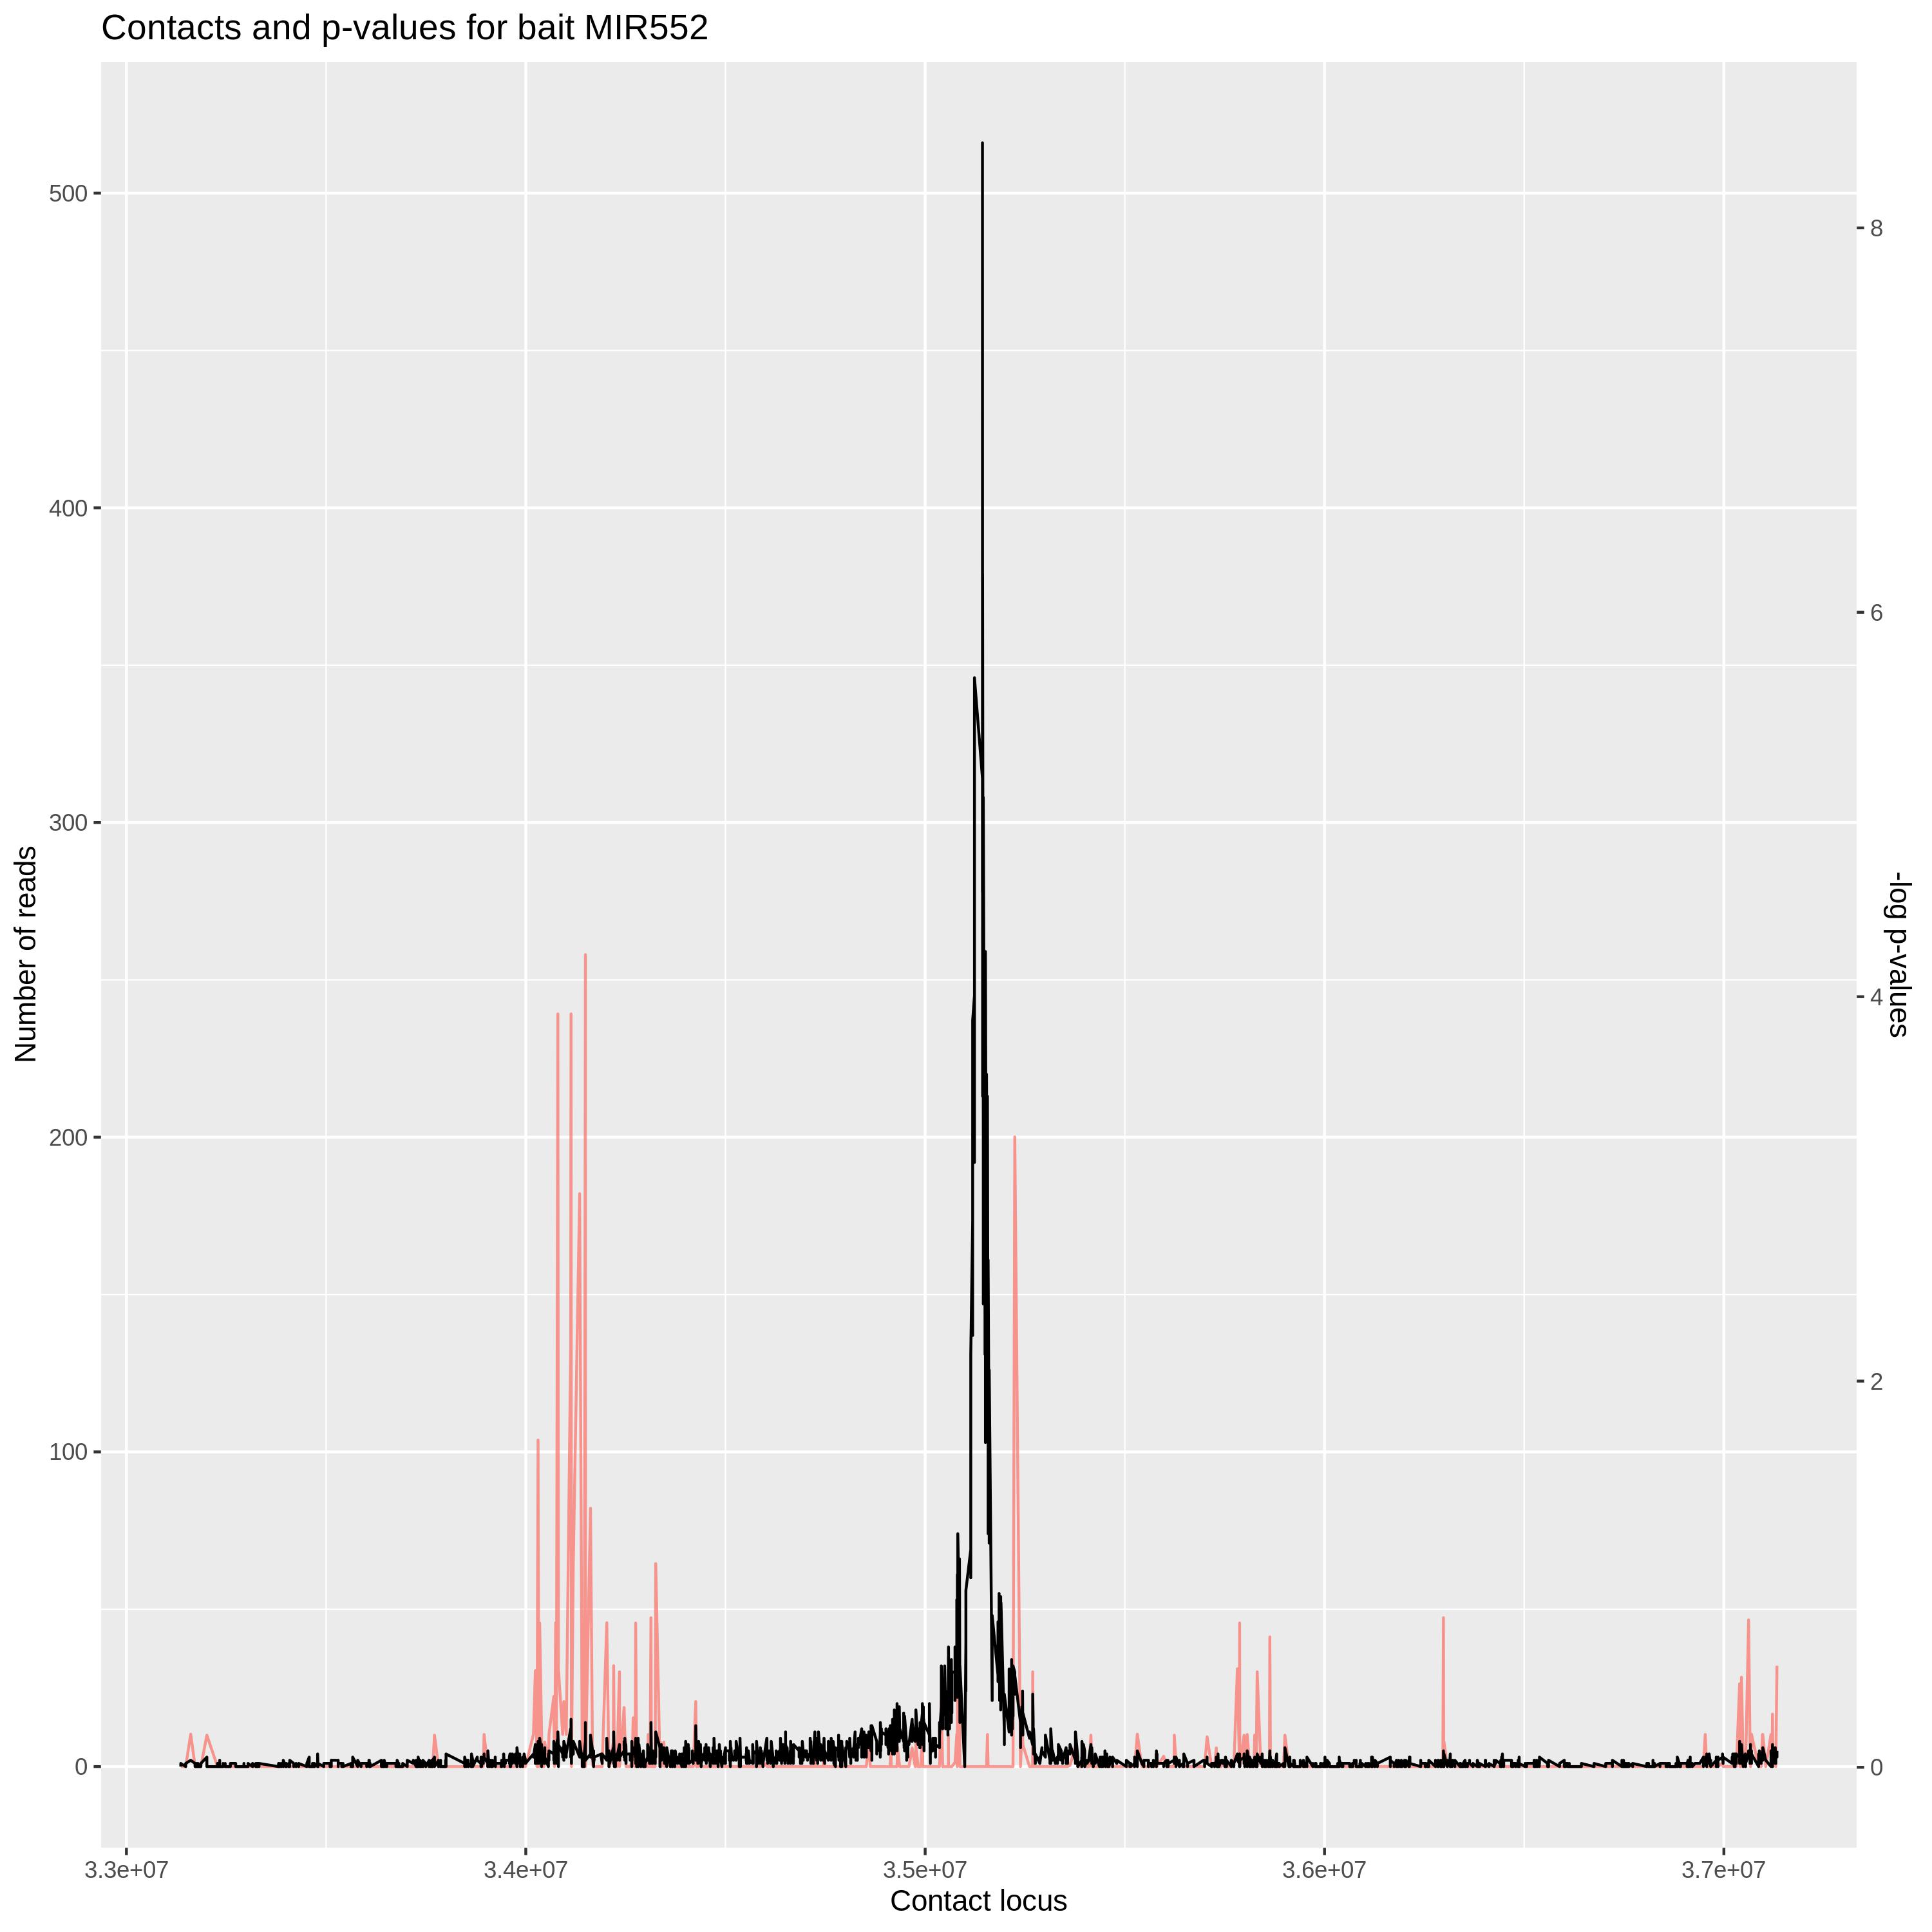 Contacts and p-values for bait MIR552
500
400
300
200
100
0
Number of reads
8
6
4
2
0
-log p-values
3.3e+07
3.4e+07
3.5e+07
3.6e+07
3.7e+07
Contact locus